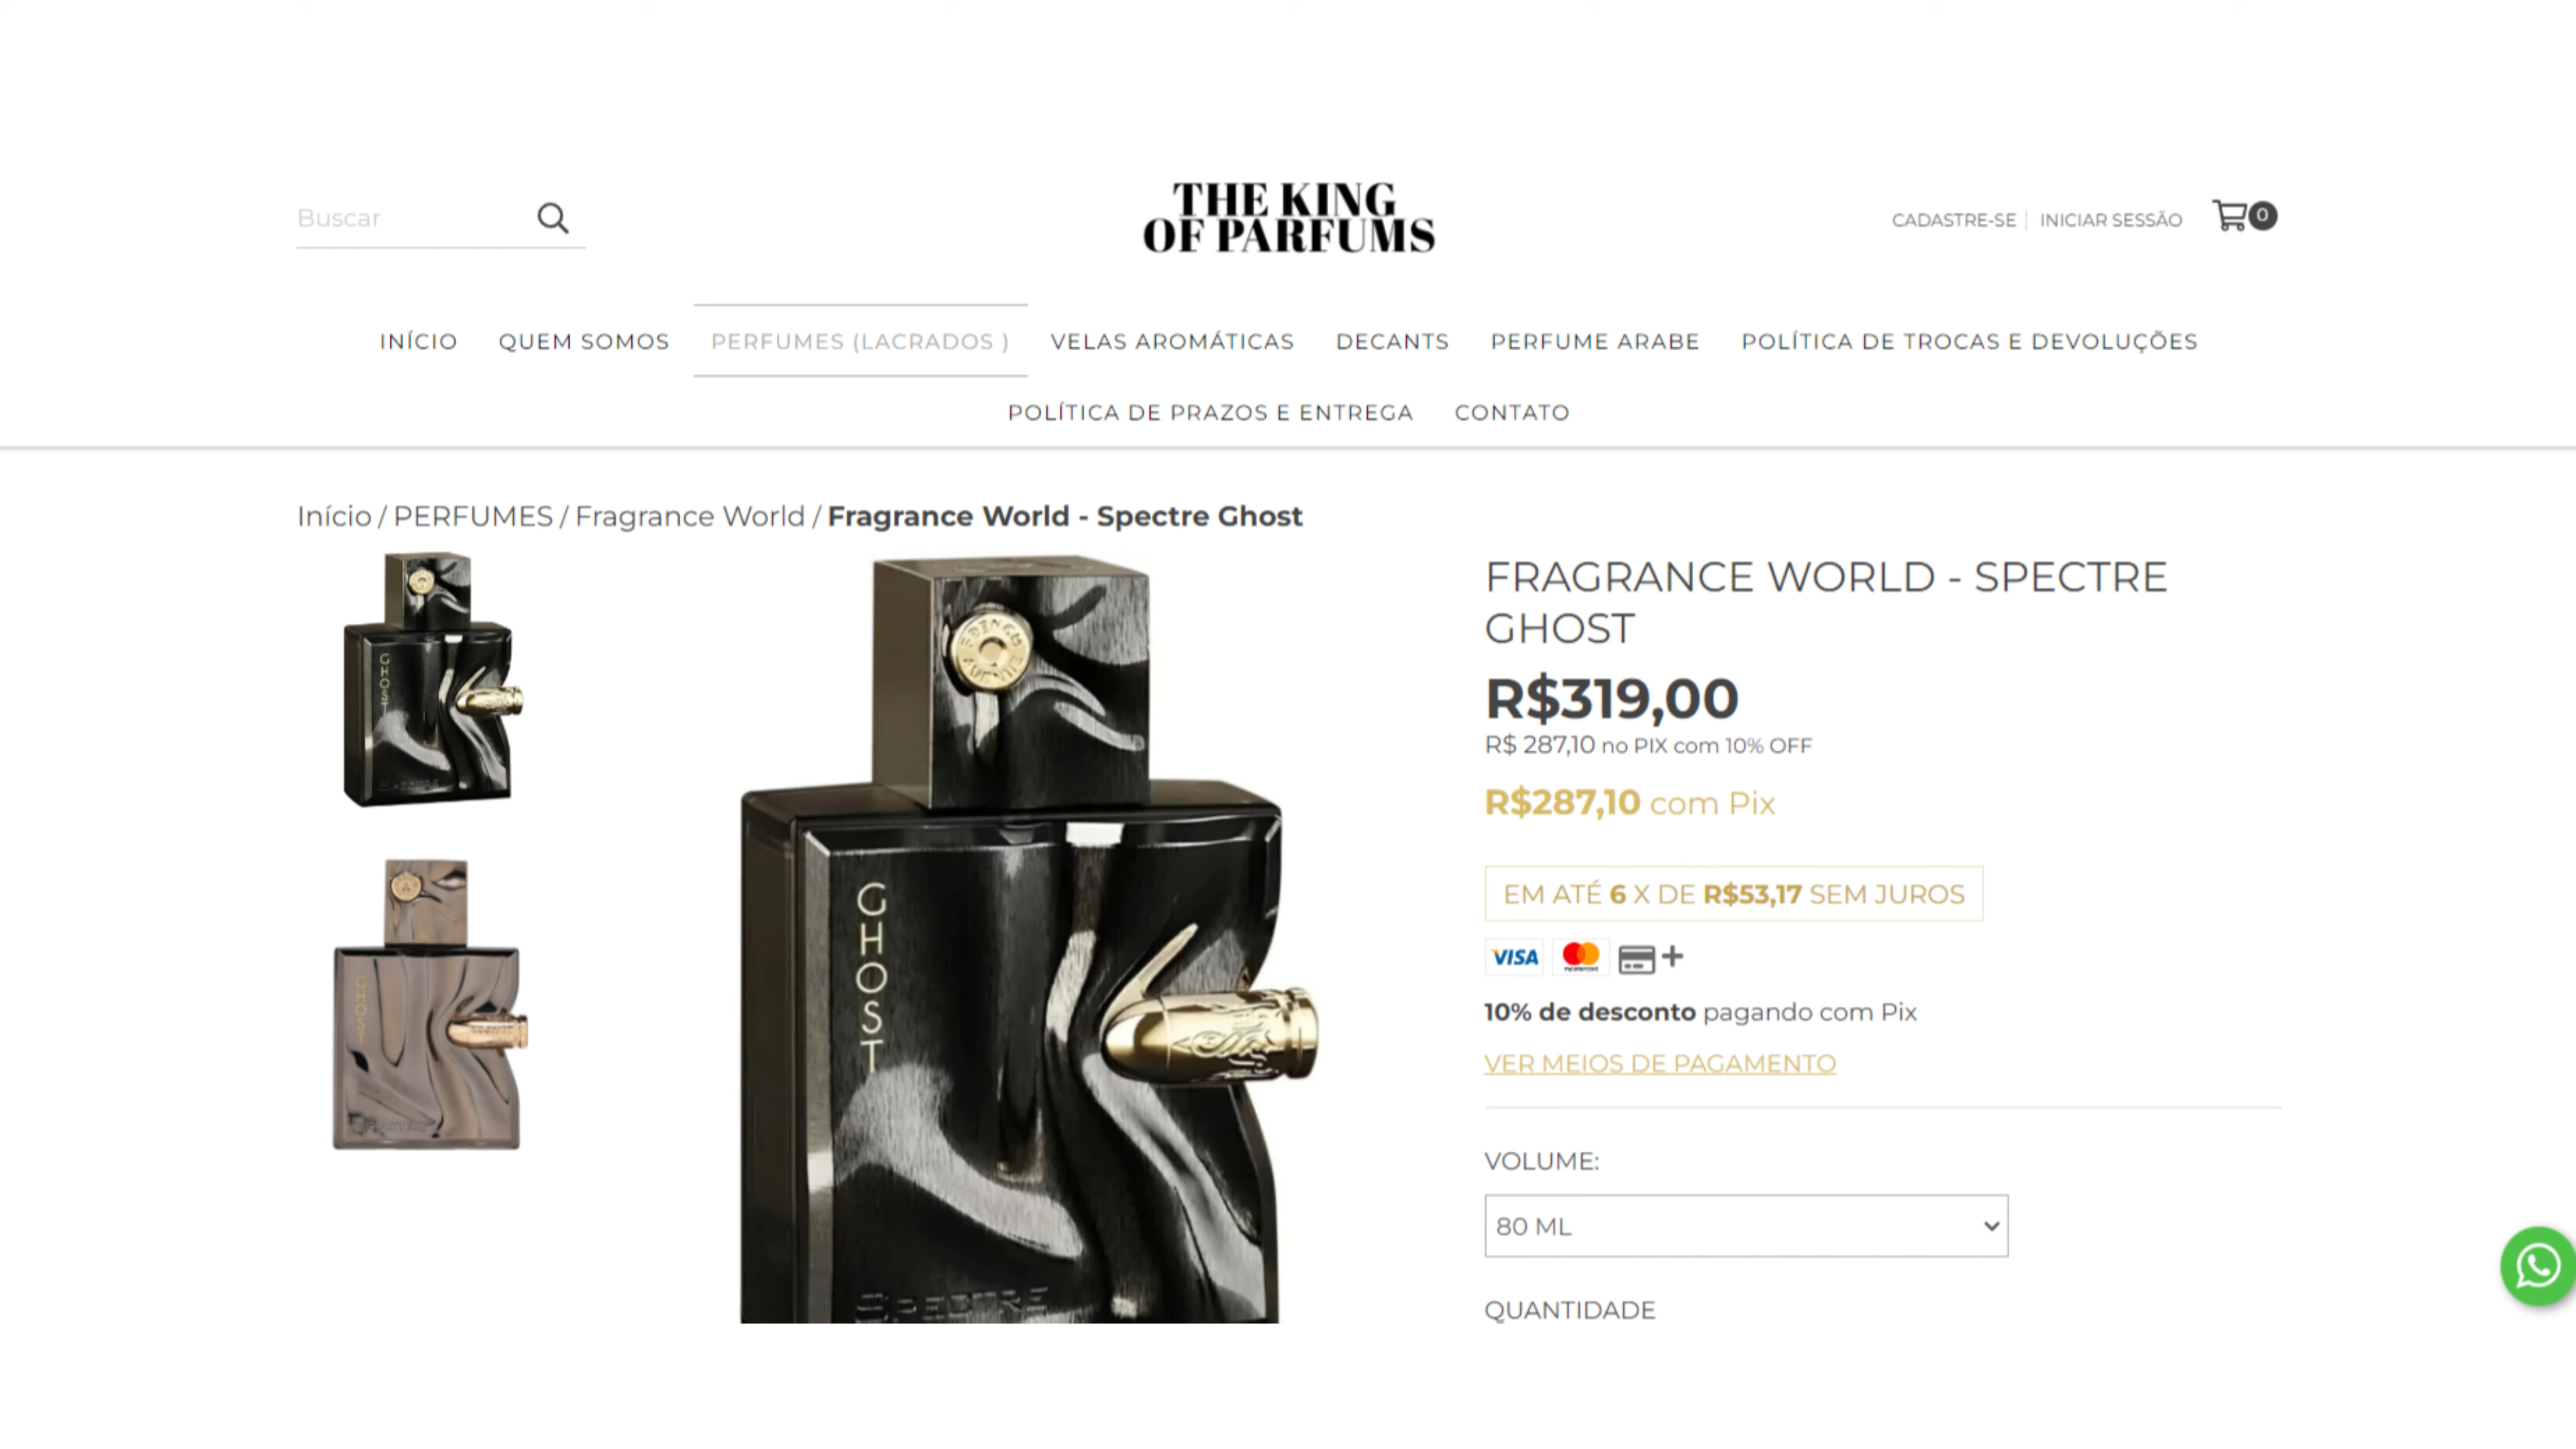 Buscar
THE KING
OF PARFUMS
CADASTRE-SE
INICIAR SESSÃO
0
INÍCIO
QUEM SOMOS
PERFUMES (LACRADOS )
VELAS AROMÁTICAS
DECANTS
PERFUME ARABE
POLÍTICA DE TROCAS E DEVOLUÇÕES
POLÍTICA DE PRAZOS E ENTREGA
CONTATO
Início / PERFUMES / Fragrance World / Fragrance World - Spectre Ghost
GHOST
GHOST
FRENCH AVENUE
GHOST
FRAGRANCE WORLD - SPECTRE
GHOST
R$319,00
R$ 287,10 no PIX com 10% OFF
R$287,10 com Pix
EM ATÉ 6 X DE R$53,17 SEM JUROS
VISA
mastercard
10% de desconto pagando com Pix
VER MEIOS DE PAGAMENTO
VOLUME:
80 ML
QUANTIDADE